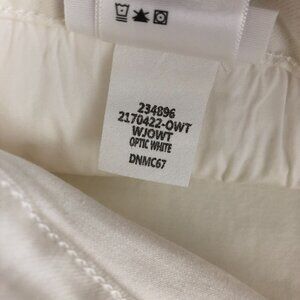 234896
2170422-OWT
WJOWT
OPTIC WHITE
DNMC67